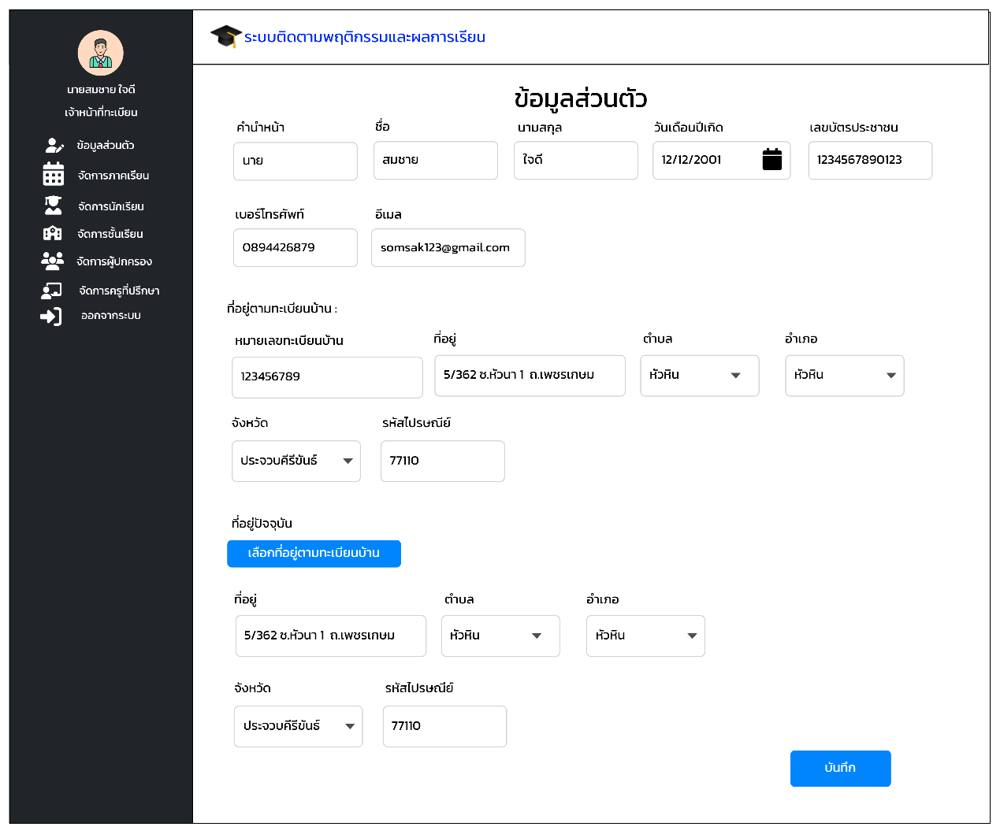 ระบบติดตามพฤติกรรมและผลการเรียน
นายสมชาย ใจดี
เจ้าหน้าที่ทะเบียน
ข้อมูลส่วนตัว
จัดการภาคเรียน
จัดการนักเรียน
จัดการชั้นเรียน
จัดการผู้ปกครอง
จัดการครูที่ปรึกษา
ออกจากระบบ
ข้อมูลส่วนตัว
คำนำหน้า ชื่อ นามสกุล วันเดือนปีเกิด เลขบัตรประชาชน
นาย สมชาย ใจดี 12/12/2001 1234567890123
เบอร์โทรศัพท์ อีเมล
0894426879 somsak123@gmail.com
ที่อยู่ตามทะเบียนบ้าน :
หมายเลขทะเบียนบ้าน ที่อยู่ ตำบล อำเภอ
123456789 5/362 ซ.หัวนา 1 ถ.เพชรเกษม หัวหิน หัวหิน
จังหวัด รหัสไปรษณีย์
ประจวบคีรีขันธ์ 77110
ที่อยู่ปัจจุบัน
เลือกที่อยู่ตามทะเบียนบ้าน
ที่อยู่ ตำบล อำเภอ
5/362 ซ.หัวนา 1 ถ.เพชรเกษม หัวหิน หัวหิน
จังหวัด รหัสไปรษณีย์
ประจวบคีรีขันธ์ 77110
บันทึก